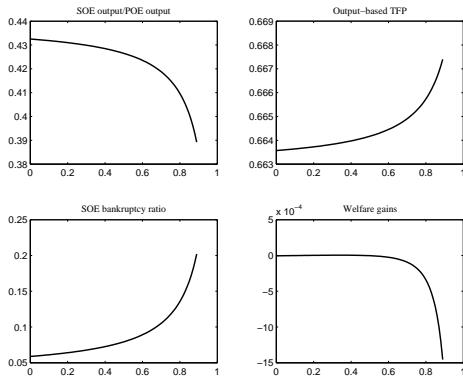 SOE output/POE output
0.44
0.43
0.42
0.41
0.4
0.39
0.38
0 0.2 0.4 0.6 0.8 1
Output−based TFP
0.669
0.668
0.667
0.666
0.665
0.664
0.663
0 0.2 0.4 0.6 0.8 1
SOE bankruptcy ratio
0.25
0.2
0.15
0.1
0.05
0 0.2 0.4 0.6 0.8 1
Welfare gains
x 10−4
5
0
−5
−10
−15
0 0.2 0.4 0.6 0.8 1